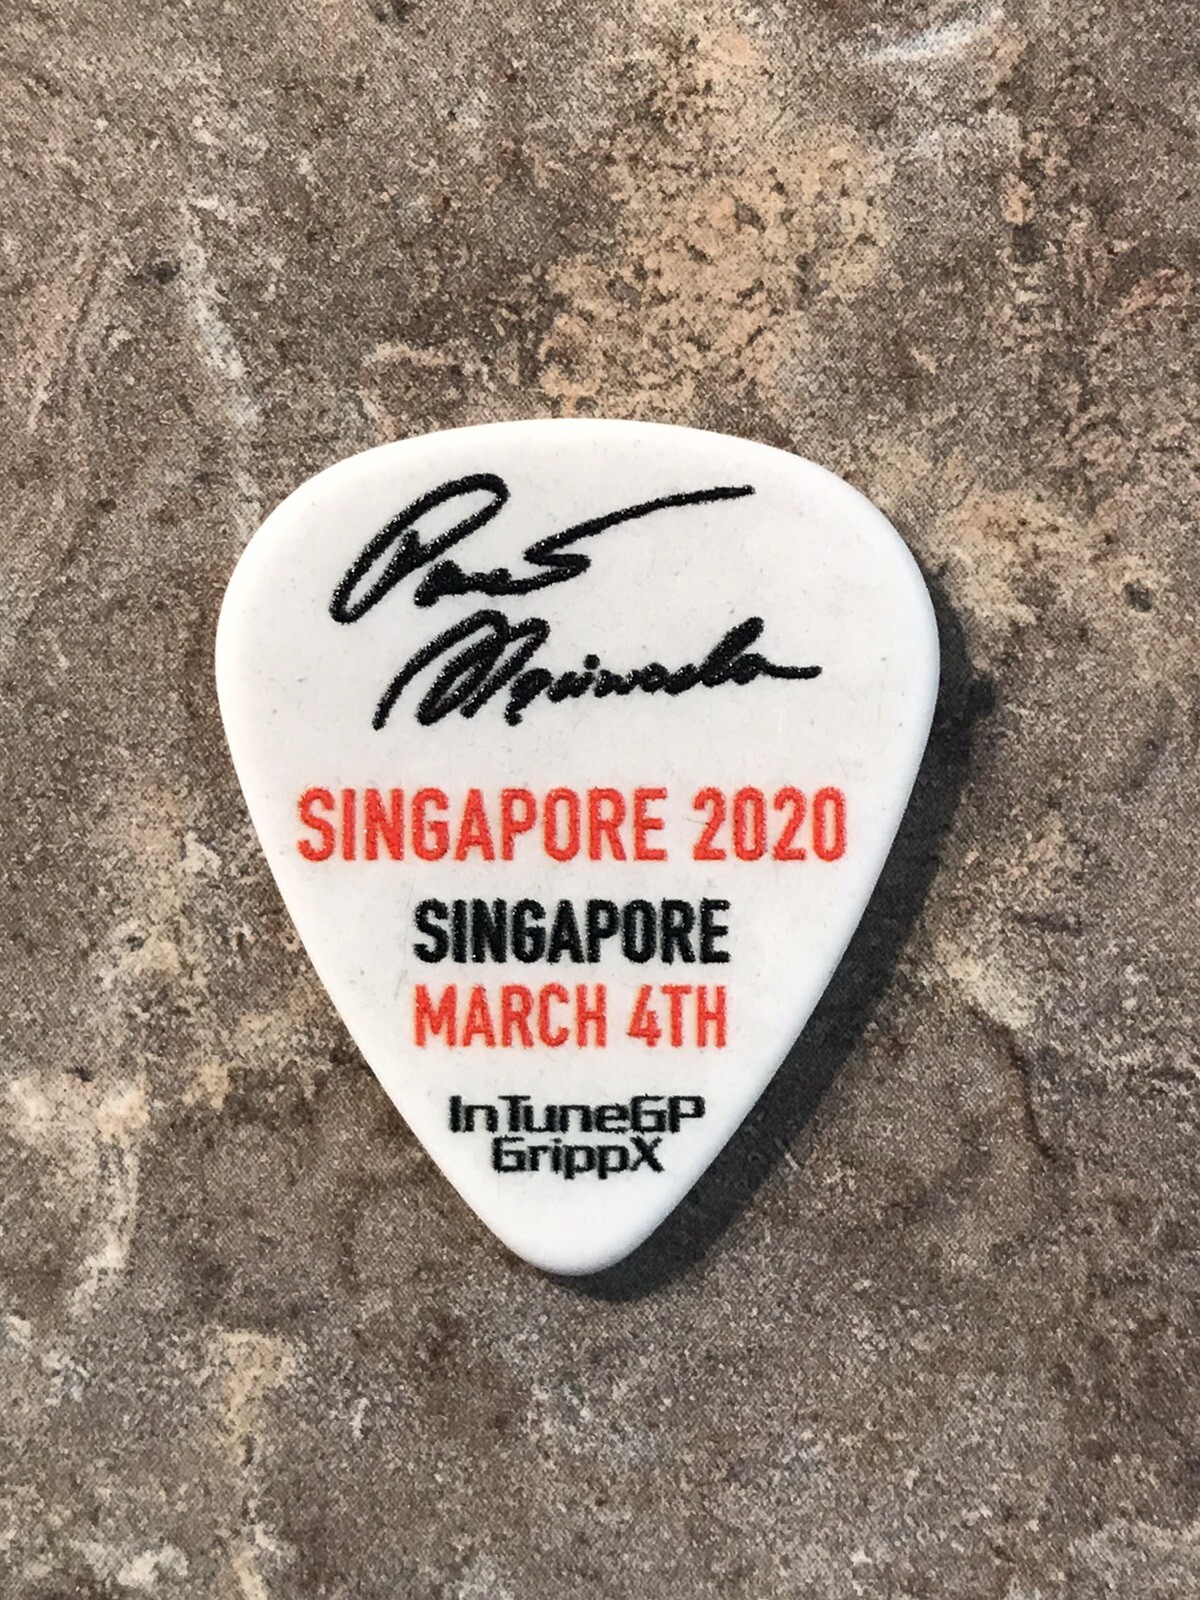 SINGAPORE 2020
SINGAPORE
MARCH 4TH
InTuneGP
GrippX